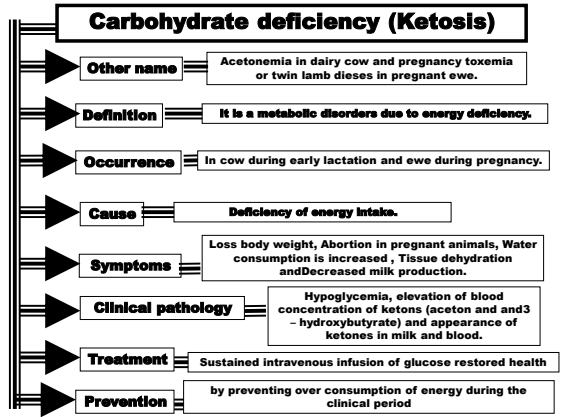 Carbohydrate deficiency (Ketosis)
Other name
Acetonemia in dairy cow and pregnancy toxemia
or twin lamb dieses in pregnant ewe.
Definition
It is a metabolic disorders due to energy deficiency.
Occurrence
In cow during early lactation and ewe during pregnancy.
Cause
Deficiency of energy intake.
Symptoms
Loss body weight, Abortion in pregnant animals, Water
consumption is increased , Tissue dehydration
andDecreased milk production.
Clinical pathology
Hypoglycemia, elevation of blood
concentration of ketons (aceton and and3
– hydroxybutyrate) and appearance of
ketones in milk and blood.
Treatment
Sustained intravenous infusion of glucose restored health
Prevention
by preventing over consumption of energy during the
clinical period